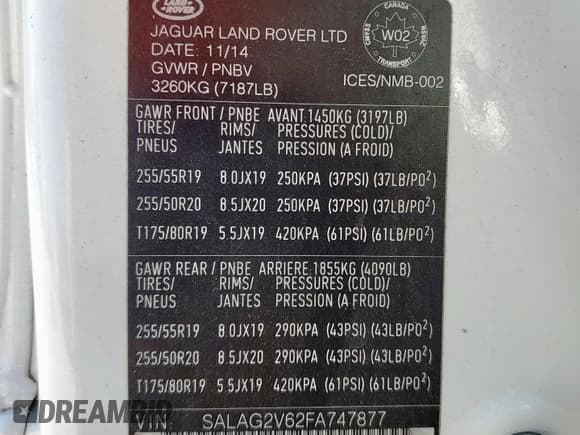 LAND
ROVER
JAGUAR LAND ROVER LTD
DATE: 11/14
GVWR / PNBV
3260KG (7187LB)
CANADA
W02
TRANSPORT
ICES/NMB-002
GAWR FRONT / PNBE AVANT:1450KG (3197LB)
TIRES/ RIMS/ PRESSURES (COLD)/
PNEUS JANTES PRESSION (A FROID)
255/55R19 8.0JX19 250KPA (37PSI) (37LB/PO²)
255/50R20 8.5JX20 250KPA (37PSI) (37LB/PO²)
T175/80R19 5.5JX19 420KPA (61PSI) (61LB/PO²)
GAWR REAR / PNBE ARRIERE:1855KG (4090LB)
TIRES/ RIMS/ PRESSURES (COLD)/
PNEUS JANTES PRESSION (A FROID)
255/55R19 8.0JX19 290KPA (43PSI) (43LB/PO²)
255/50R20 8.5JX20 290KPA (43PSI) (43LB/PO²)
T175/80R19 5.5JX19 420KPA (61PSI) (61LB/PO²)
VIN: SALAG2V62FA747877
DEALER'S CHOICE